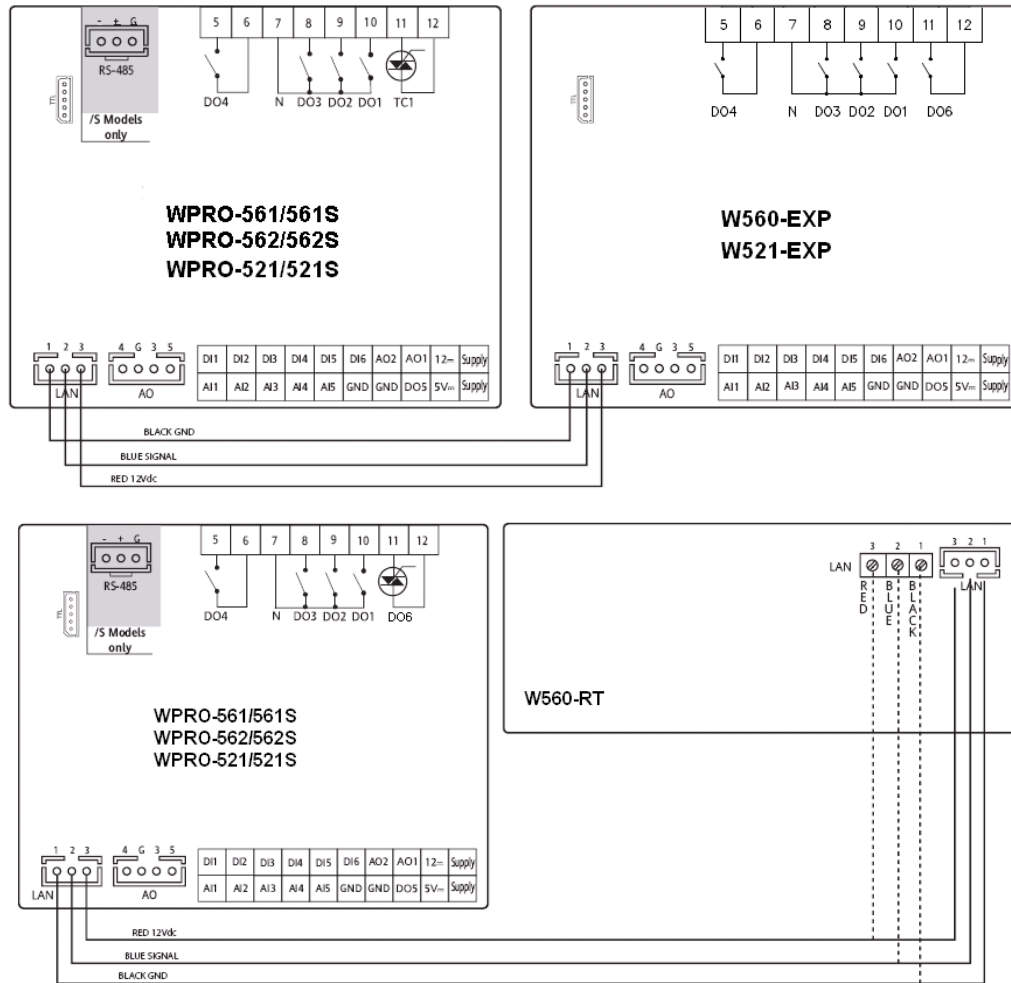 - + G
RS-485
TTL
/S Models
only
5 6 7 8 9 10 11 12
DO4 N DO3 DO2 DO1 TC1
WPRO-561/561S
WPRO-562/562S
WPRO-521/521S
1 2 3
LAN
4 G 3 5
AO
DI1 DI2 DI3 DI4 DI5 DI6 AO2 AO1 12⎓ Supply
AI1 AI2 AI3 AI4 AI5 GND GND DO5 5V⎓ Supply
5 6 7 8 9 10 11 12
DO4 N DO3 DO2 DO1 DO6
TTL
W560-EXP
W521-EXP
1 2 3
LAN
4 G 3 5
AO
DI1 DI2 DI3 DI4 DI5 DI6 AO2 AO1 12⎓ Supply
AI1 AI2 AI3 AI4 AI5 GND GND DO5 5V⎓ Supply
BLACK GND
BLUE SIGNAL
RED 12Vdc
- + G
RS-485
TTL
/S Models
only
5 6 7 8 9 10 11 12
DO4 N DO3 DO2 DO1 DO6
WPRO-561/561S
WPRO-562/562S
WPRO-521/521S
1 2 3
LAN
4 G 3 5
AO
DI1 DI2 DI3 DI4 DI5 DI6 AO2 AO1 12⎓ Supply
AI1 AI2 AI3 AI4 AI5 GND GND DO5 5V⎓ Supply
3 2 1
LAN
RED
BLUE
BLACK
3 2 1
LAN
W560-RT
RED 12Vdc
BLUE SIGNAL
BLACK GND